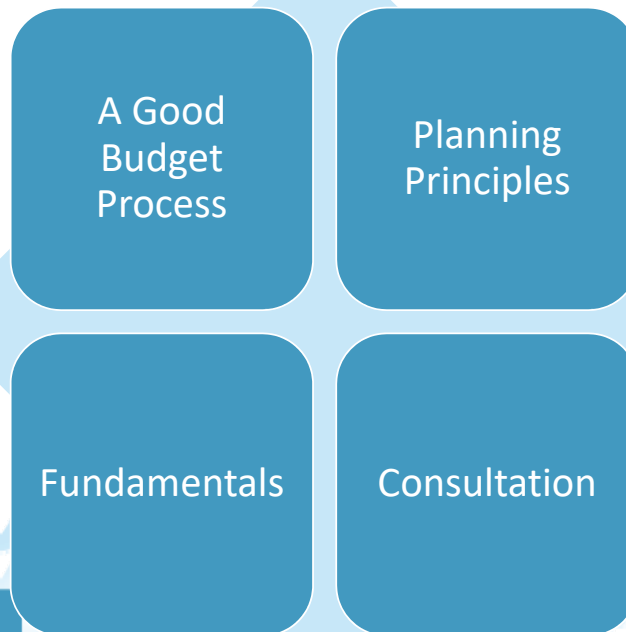 A Good
Budget
Process
Planning
Principles
Fundamentals
Consultation